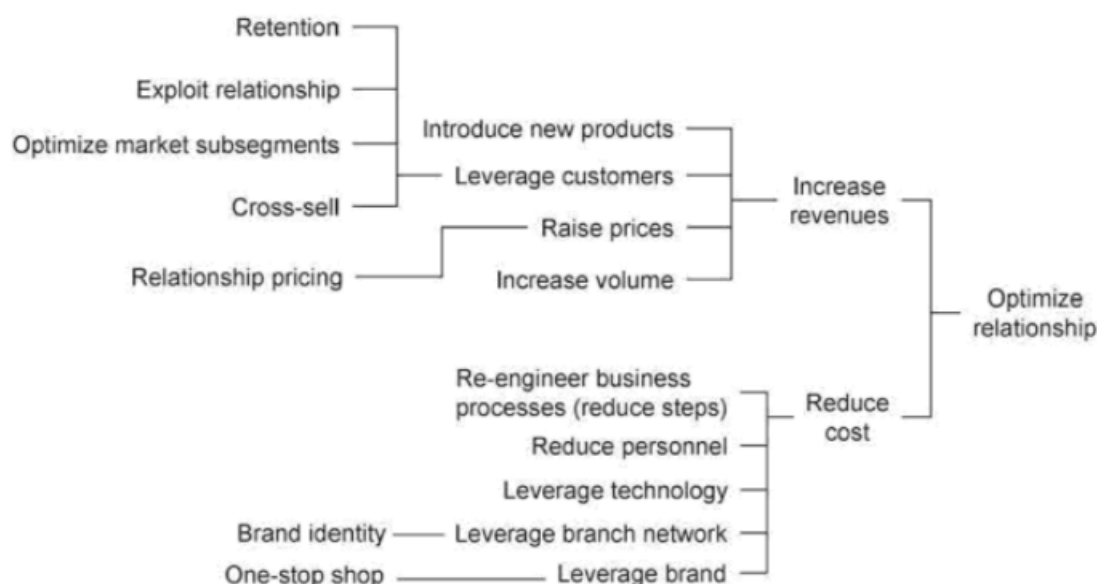 Retention
Exploit relationship
Optimize market subsegments
Cross-sell
Relationship pricing
Introduce new products
Leverage customers
Raise prices
Increase volume
Increase
revenues
Optimize
relationship
Re-engineer business
processes (reduce steps)
Reduce personnel
Leverage technology
Leverage branch network
Leverage brand
Brand identity
One-stop shop
Reduce
cost